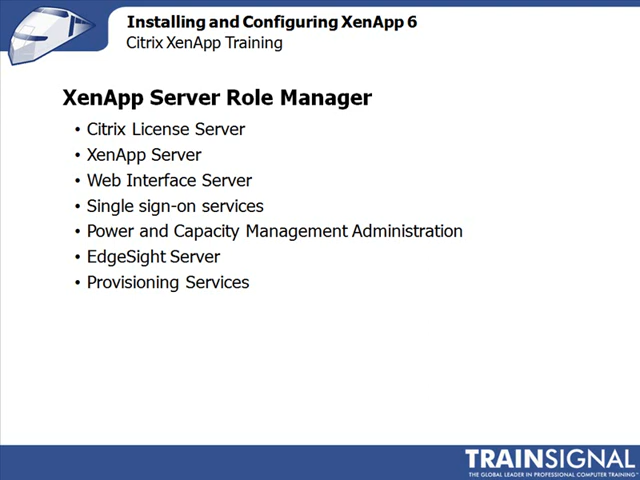 Installing and Configuring XenApp 6
Citrix XenApp Training
XenApp Server Role Manager
• Citrix License Server
• XenApp Server
• Web Interface Server
• Single sign-on services
• Power and Capacity Management Administration
• EdgeSight Server
• Provisioning Services
TRAINSIGNAL
THE GLOBAL LEADER IN PROFESSIONAL COMPUTER TRAINING